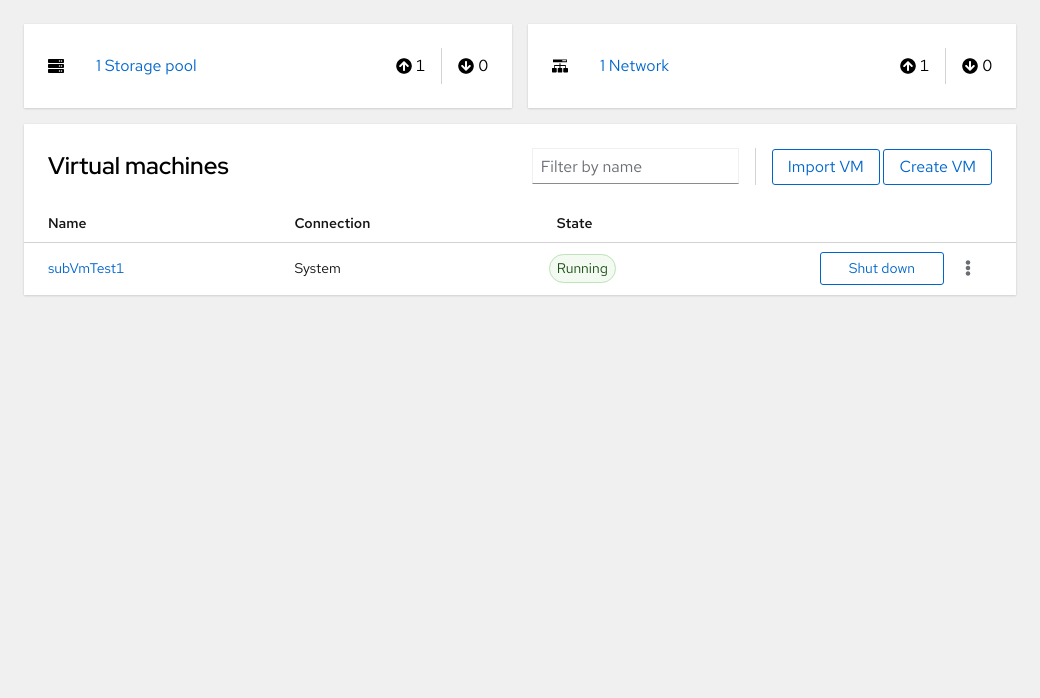 1 Storage pool 1 0
1 Network 1 0
Virtual machines Filter by name Import VM Create VM
Name Connection State
subVmTest1 System Running Shut down